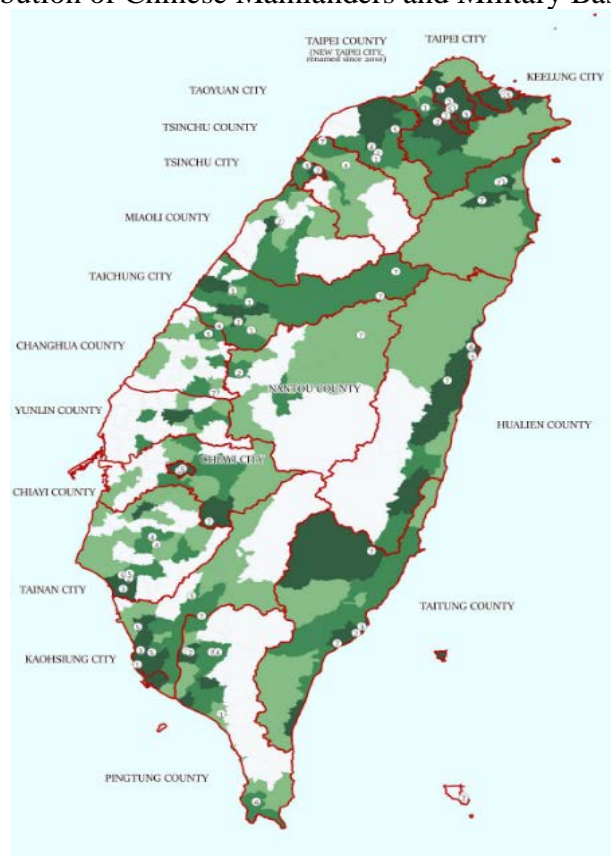 bution of Chinese Mainlanders and Military Bas
TAIPEI COUNTY
(NEW TAIPEI CITY,
renamed since 2010)
TAIPEI CITY
KEELUNG CITY
TAOYUAN CITY
TSINCHU COUNTY
TSINCHU CITY
MIAOLI COUNTY
TAICHUNG CITY
CHANGHUA COUNTY
NANTOU COUNTY
YUNLIN COUNTY
HUALIEN COUNTY
CHIAYI CITY
CHIAYI COUNTY
TAINAN CITY
TAITUNG COUNTY
KAOHSIUNG CITY
PINGTUNG COUNTY